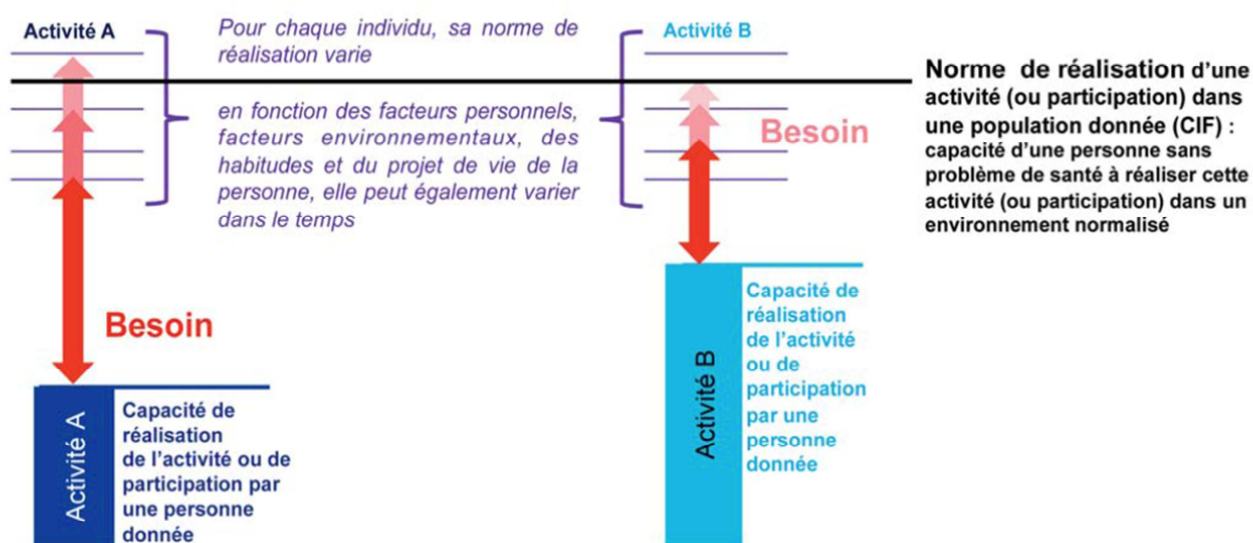 Activité A
Pour chaque individu, sa norme de
réalisation varie
en fonction des facteurs personnels,
facteurs environnementaux, des
habitudes et du projet de vie de la
personne, elle peut également varier
dans le temps
Activité B
Norme de réalisation d'une
activité (ou participation) dans
une population donnée (CIF) :
capacité d'une personne sans
problème de santé à réaliser cette
activité (ou participation) dans un
environnement normalisé
Besoin
Besoin
Activité A
Capacité de
réalisation
de l'activité ou de
participation par
une personne
donnée
Activité B
Capacité de
réalisation
de l'activité
ou de
participation
par une
personne
donnée